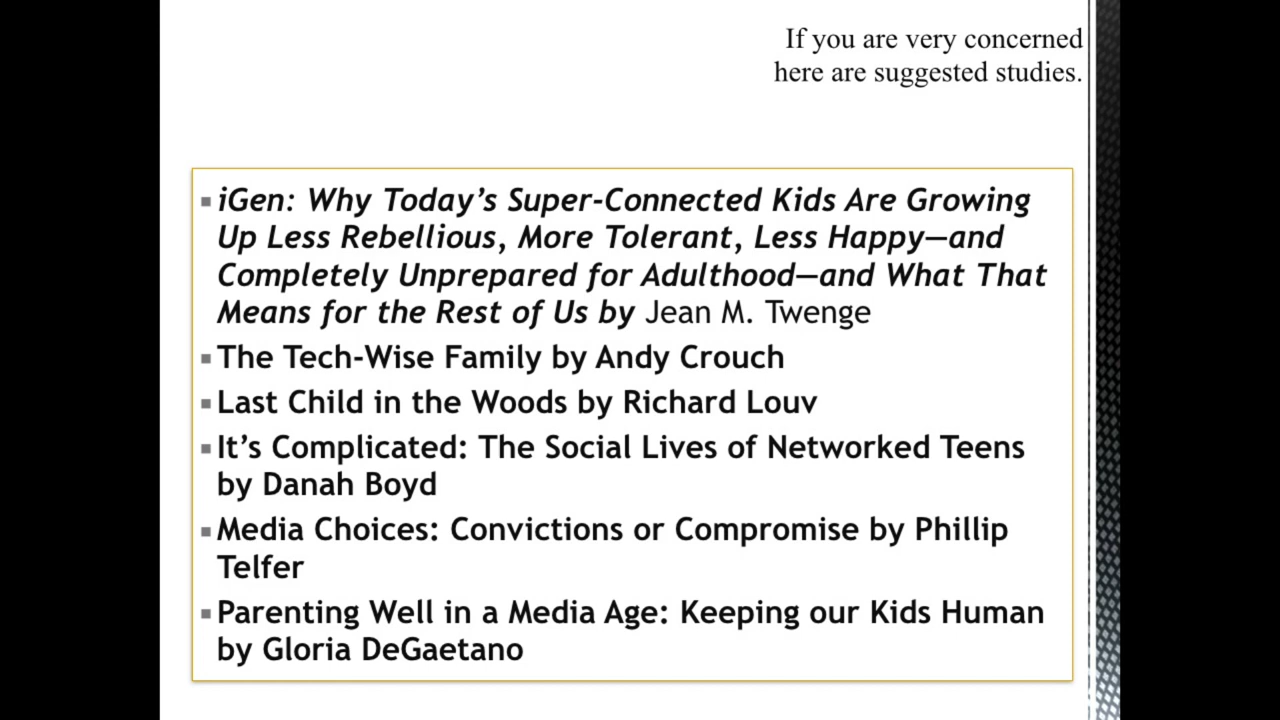 If you are very concerned
here are suggested studies.
iGen: Why Today’s Super-Connected Kids Are Growing
Up Less Rebellious, More Tolerant, Less Happy—and
Completely Unprepared for Adulthood—and What That
Means for the Rest of Us by Jean M. Twenge
The Tech-Wise Family by Andy Crouch
Last Child in the Woods by Richard Louv
It’s Complicated: The Social Lives of Networked Teens
by Danah Boyd
Media Choices: Convictions or Compromise by Phillip
Telfer
Parenting Well in a Media Age: Keeping our Kids Human
by Gloria DeGaetano